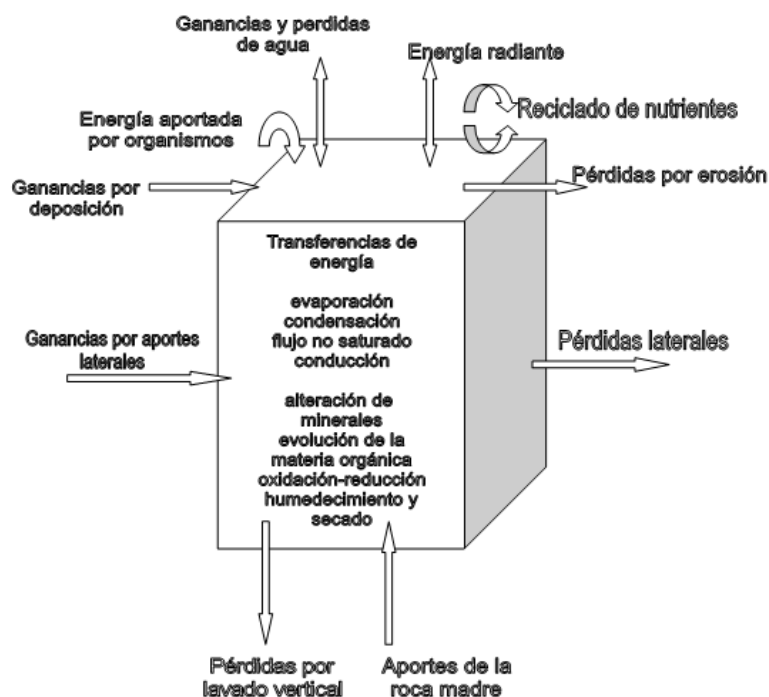 Ganancias y perdidas
de agua
Energía radiante
Reciclado de nutrientes
Energía aportada
por organismos
Ganancias por
deposición
Pérdidas por erosión
Transferencias de
energía
evaporación
condensación
flujo no saturado
conducción
Ganancias por aportes
laterales
Pérdidas laterales
alteración de
minerales
evolución de la
materia orgánica
oxidación-reducción
humedecimiento y
secado
Pérdidas por
lavado vertical
Aportes de la
roca madre